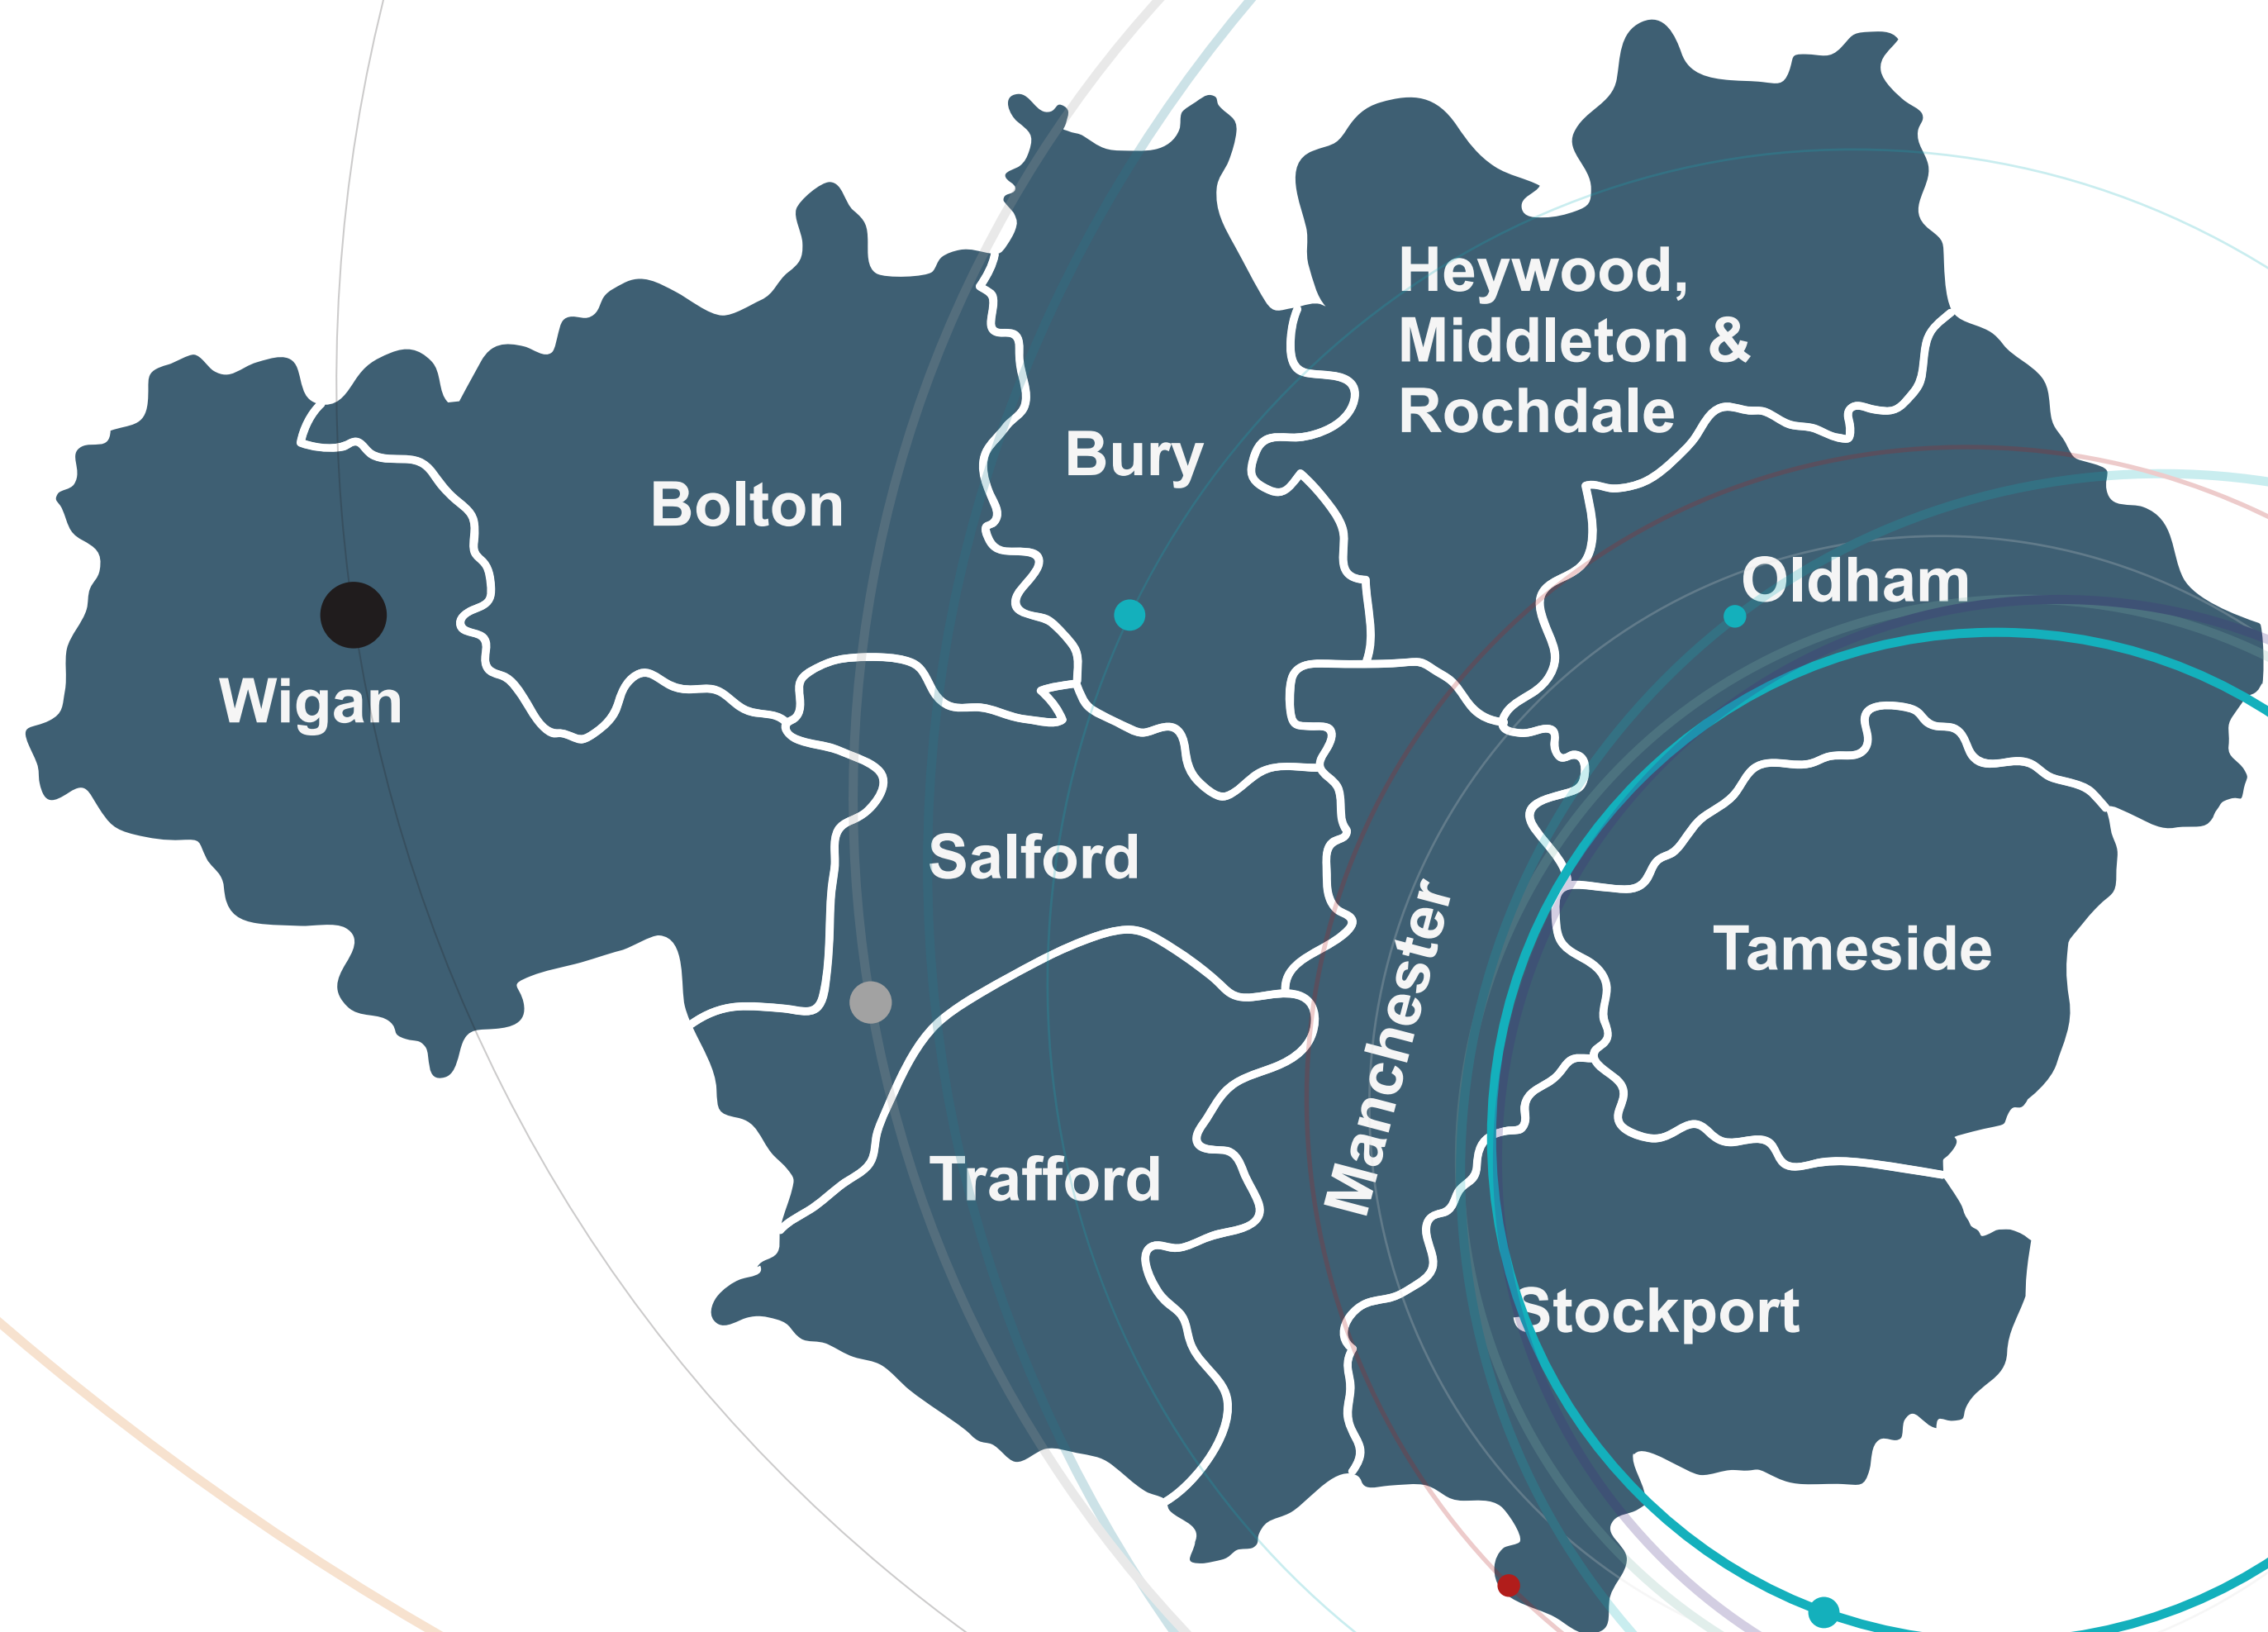 Heywood,
Middleton &
Rochdale
Bury
Bolton
Oldham
Wigan
Salford
Manchester
Tameside
Trafford
Stockport